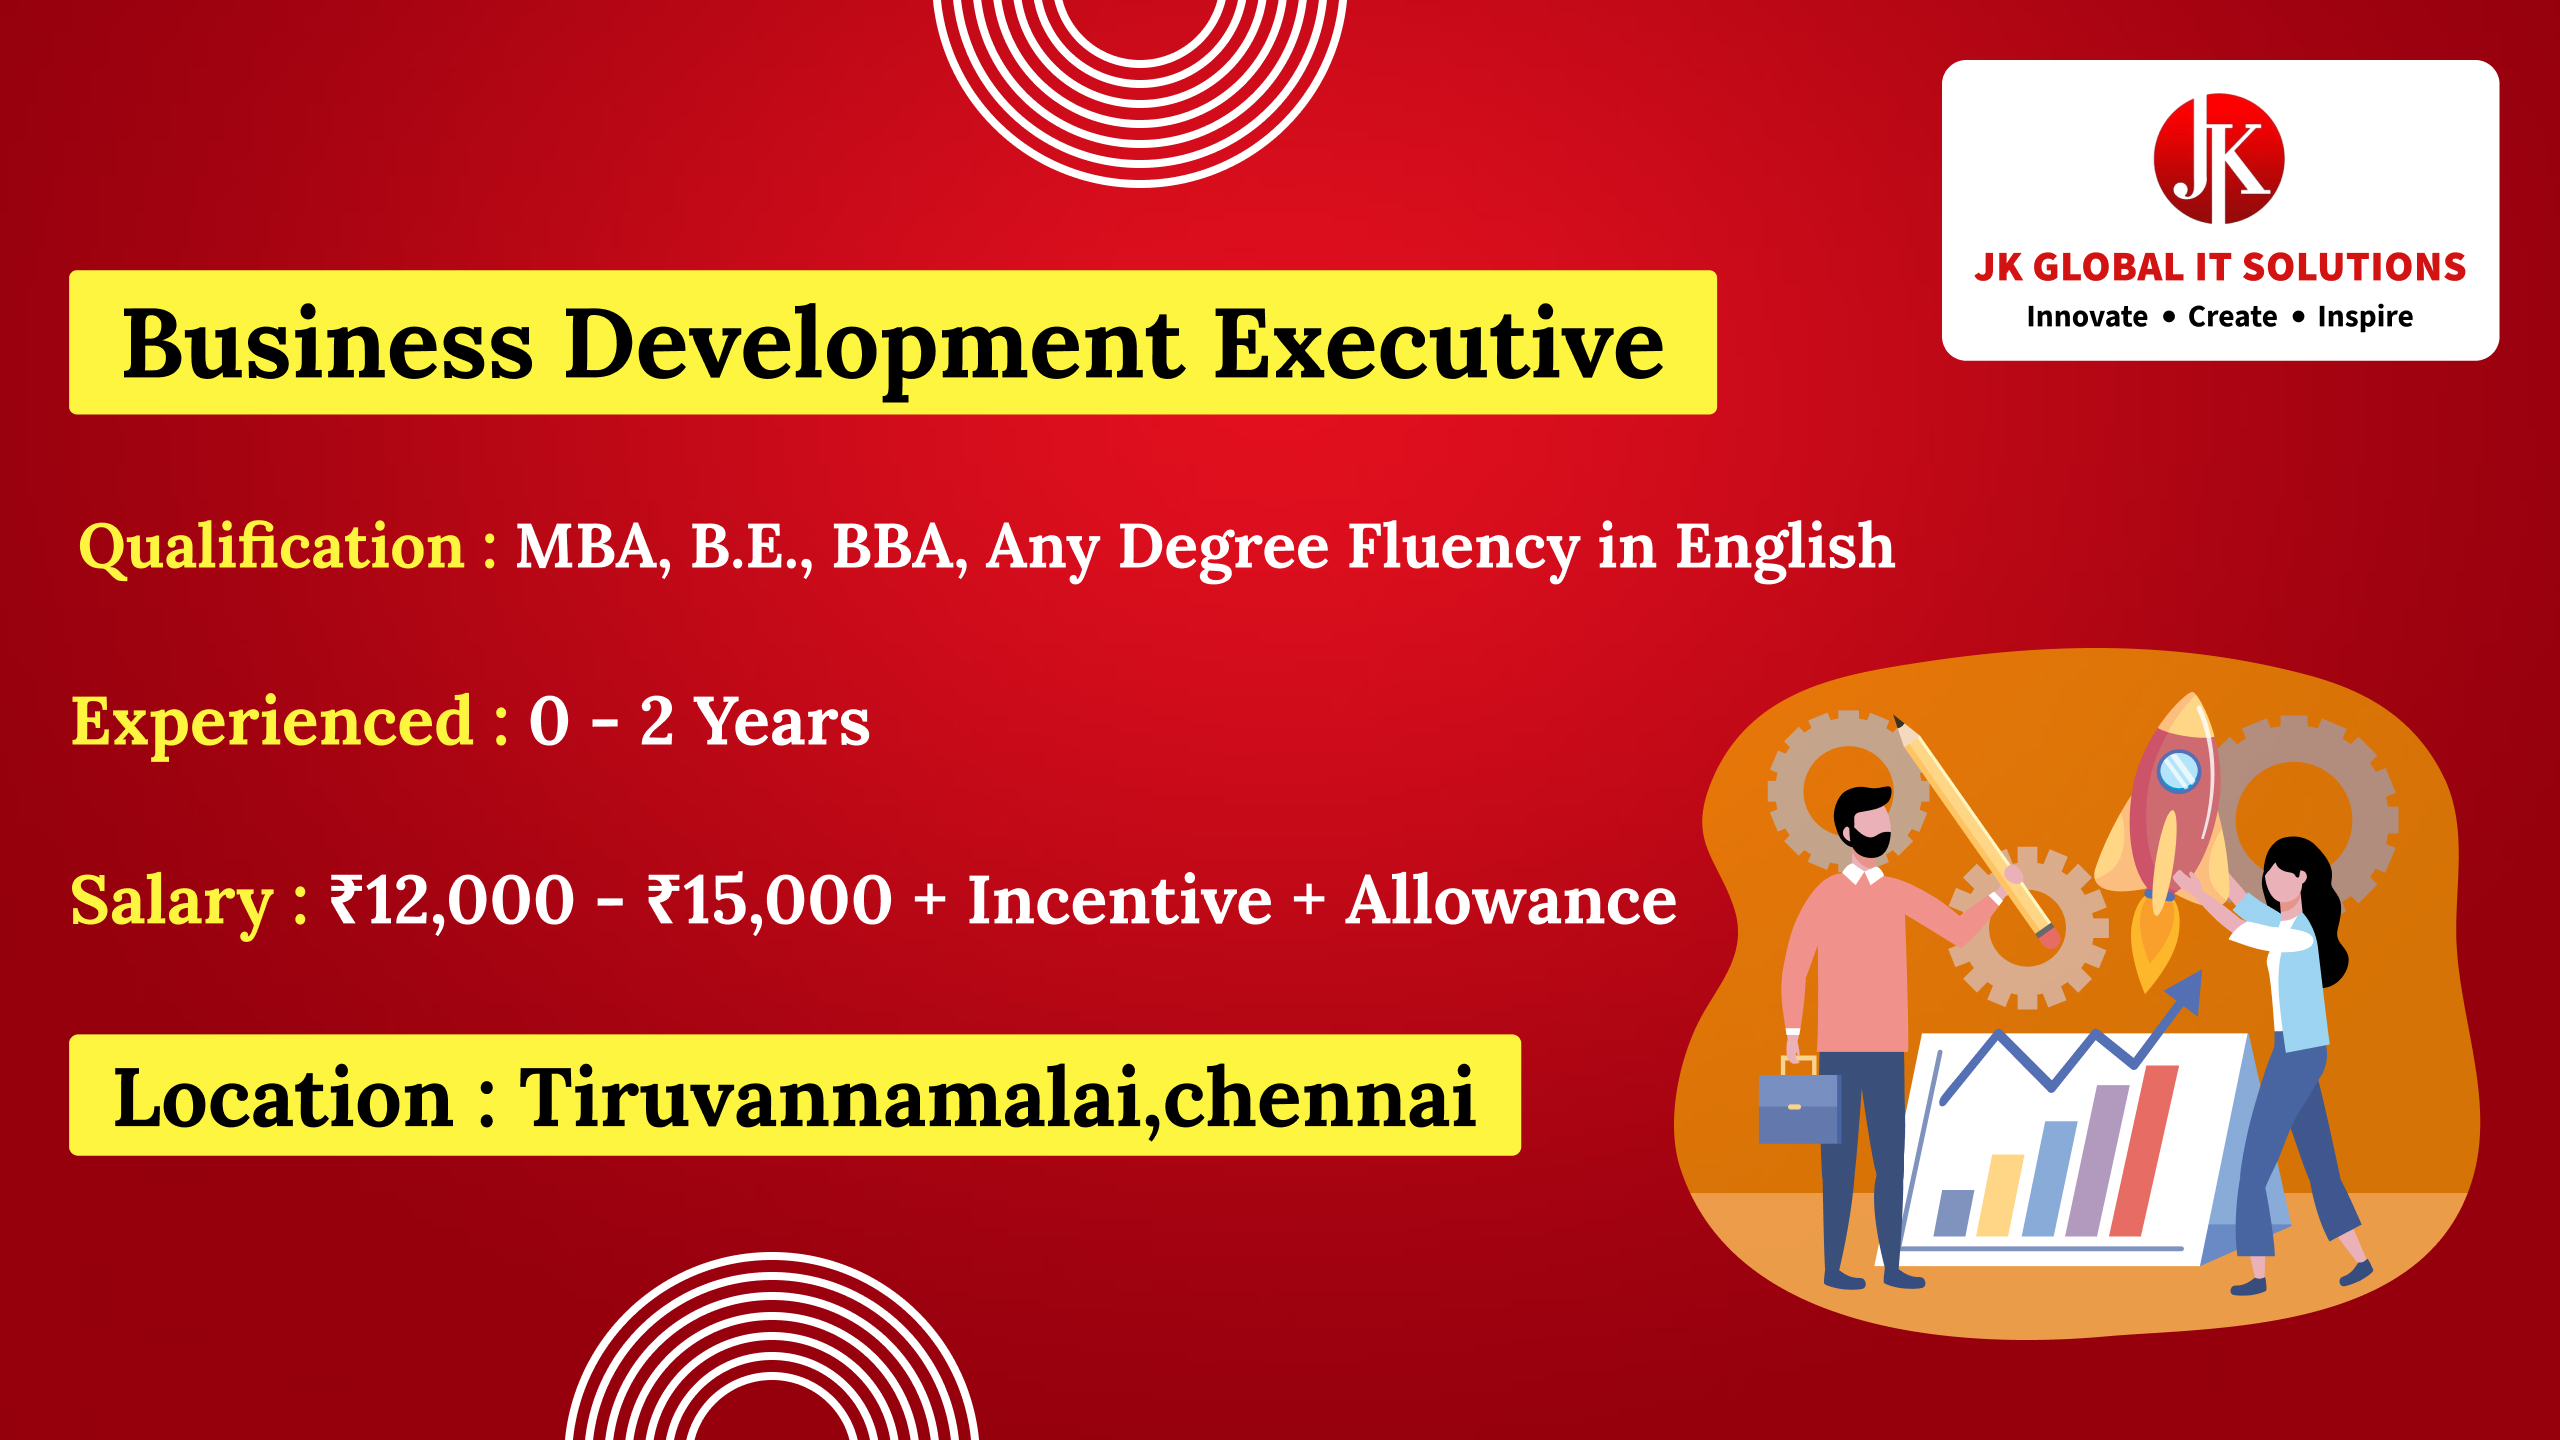 JK
JK GLOBAL IT SOLUTIONS
Innovate • Create • Inspire
Business Development Executive
Qualification : MBA, B.E., BBA, Any Degree Fluency in English
Experienced : 0 - 2 Years
Salary : ₹12,000 - ₹15,000 + Incentive + Allowance
Location : Tiruvannamalai,chennai